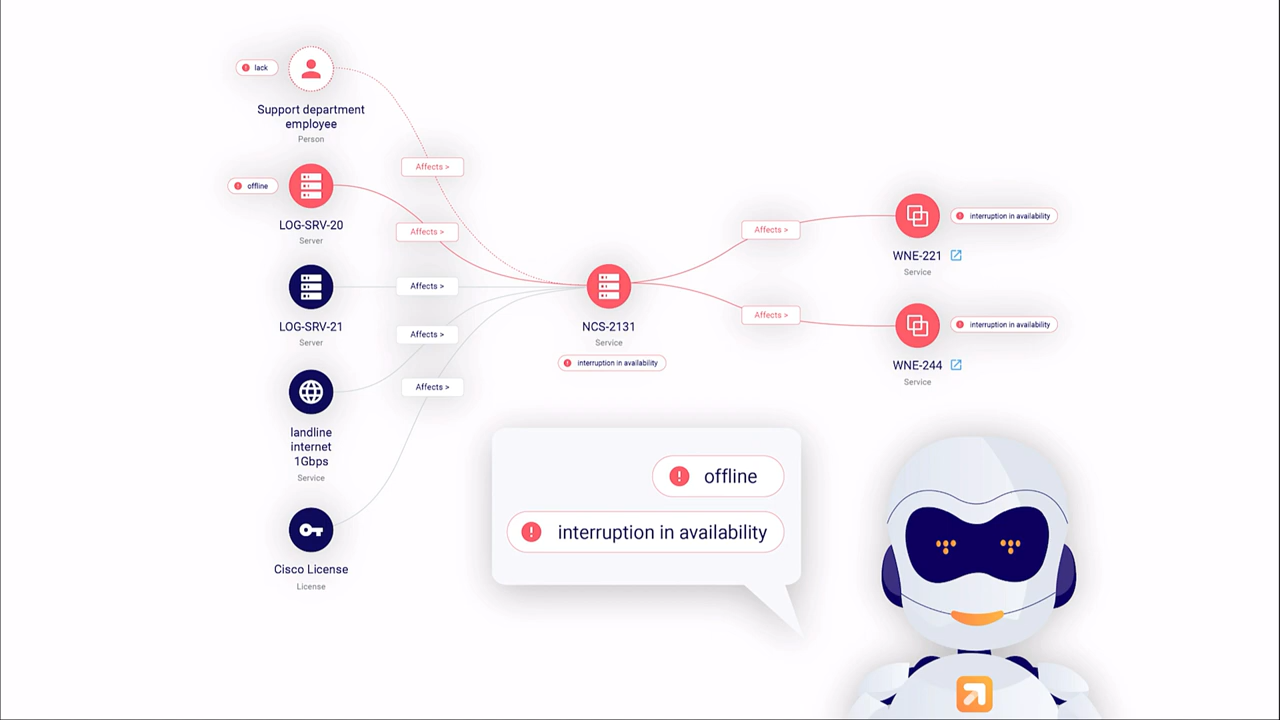 lack
Support department
employee
Person
Affects >
offline
LOG-SRV-20
Server
Affects >
LOG-SRV-21
Server
Affects >
landline
internet
1Gbps
Service
Affects >
Cisco License
License
Affects >
NCS-2131
Service
interruption in availability
Affects >
WNE-221
Service
interruption in availability
Affects >
WNE-244
Service
interruption in availability
offline
interruption in availability